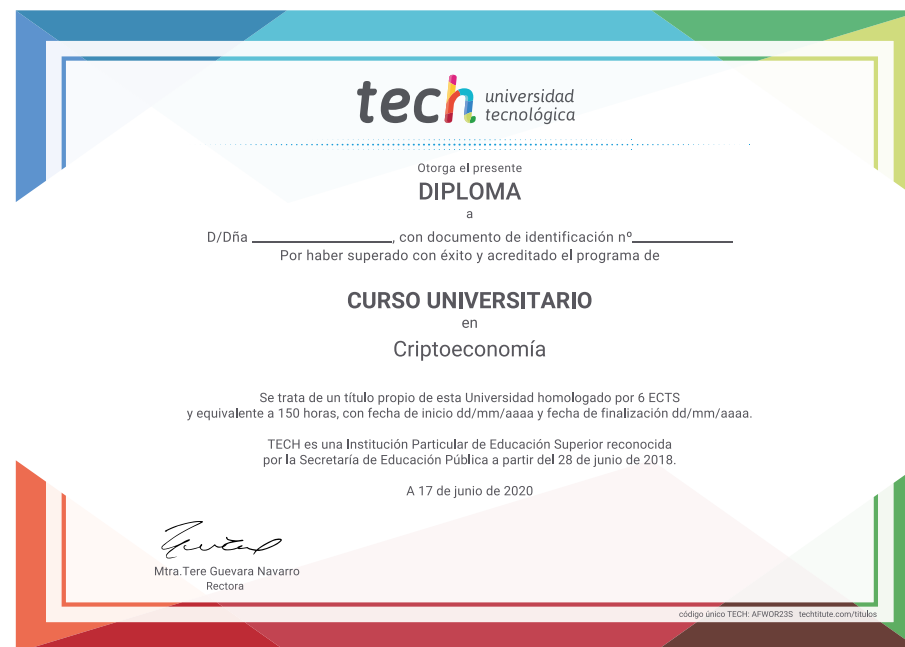 tech universidad
tecnológica
Otorga el presente
DIPLOMA
a
D/Dña ____________________, con documento de identificación nº______________
Por haber superado con éxito y acreditado el programa de
CURSO UNIVERSITARIO
en
Criptoeconomía
Se trata de un título propio de esta Universidad homologado por 6 ECTS
y equivalente a 150 horas, con fecha de inicio dd/mm/aaaa y fecha de finalización dd/mm/aaaa.
TECH es una Institución Particular de Educación Superior reconocida
por la Secretaría de Educación Pública a partir del 28 de junio de 2018.
A 17 de junio de 2020
Mtra.Tere Guevara Navarro
Rectora
código único TECH: AFWOR23S techtitute.com/titulos